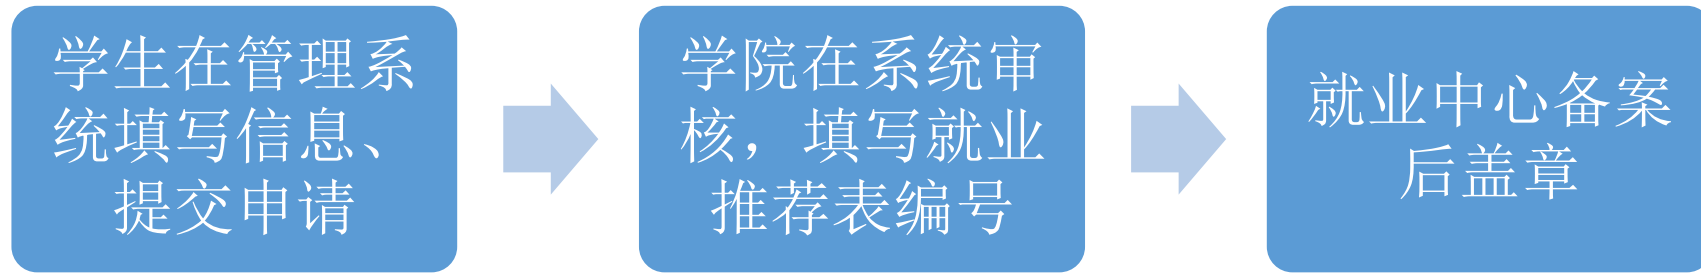 学生在管理系
统填写信息、
提交申请
学院在系统审
核，填写就业
推荐表编号
就业中心备案
后盖章